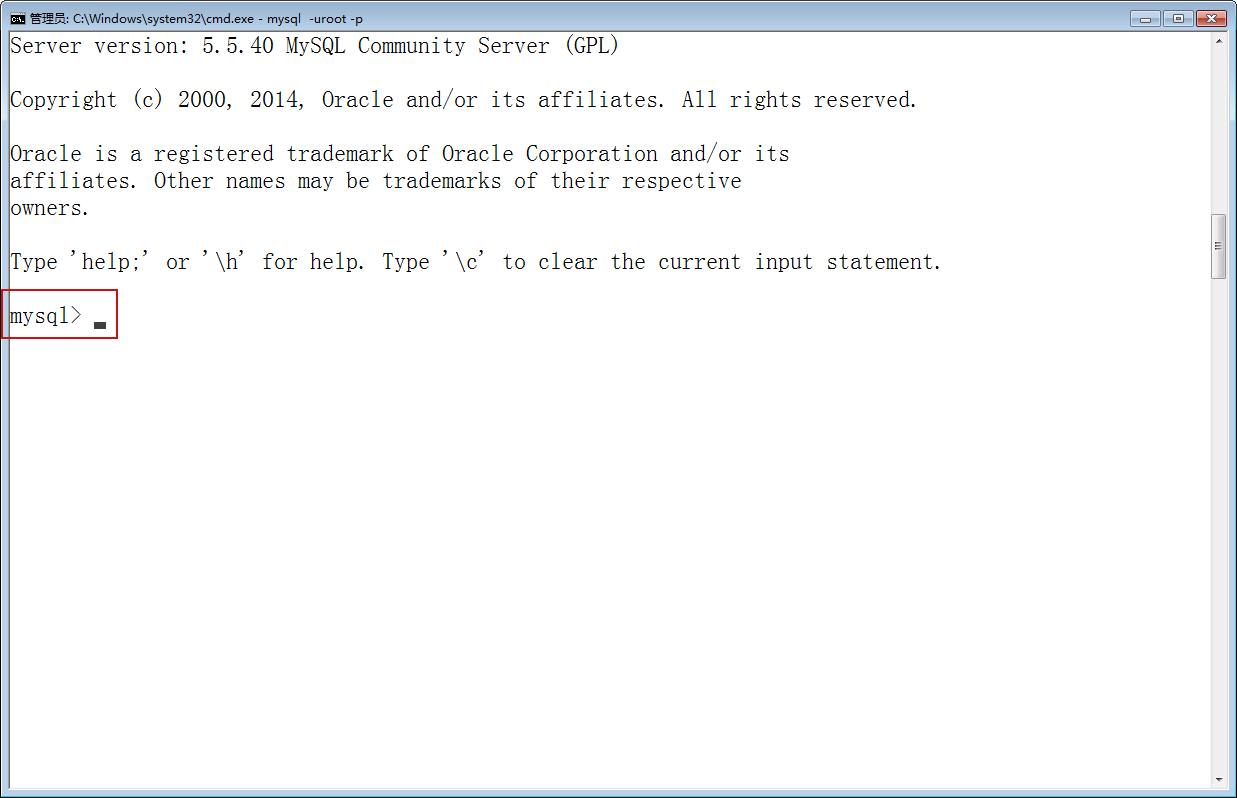 管理员: C:\Windows\system32\cmd.exe - mysql  -uroot -p
Server version: 5.5.40 MySQL Community Server (GPL)
Copyright (c) 2000, 2014, Oracle and/or its affiliates. All rights reserved.
Oracle is a registered trademark of Oracle Corporation and/or its
affiliates. Other names may be trademarks of their respective
owners.
Type 'help;' or '\h' for help. Type '\c' to clear the current input statement.
mysql> _